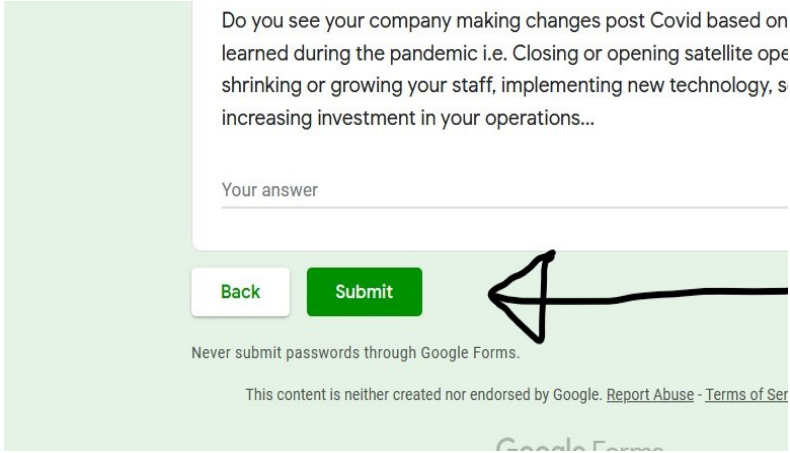 Do you see your company making changes post Covid based on
learned during the pandemic i.e. Closing or opening satellite
shrinking or growing your staff, implementing new technology,
increasing investment in your operations...
Your answer
Back Submit
Never submit passwords through Google Forms.
This content is neither created nor endorsed by Google. Report Abuse - Terms of
Google Forms